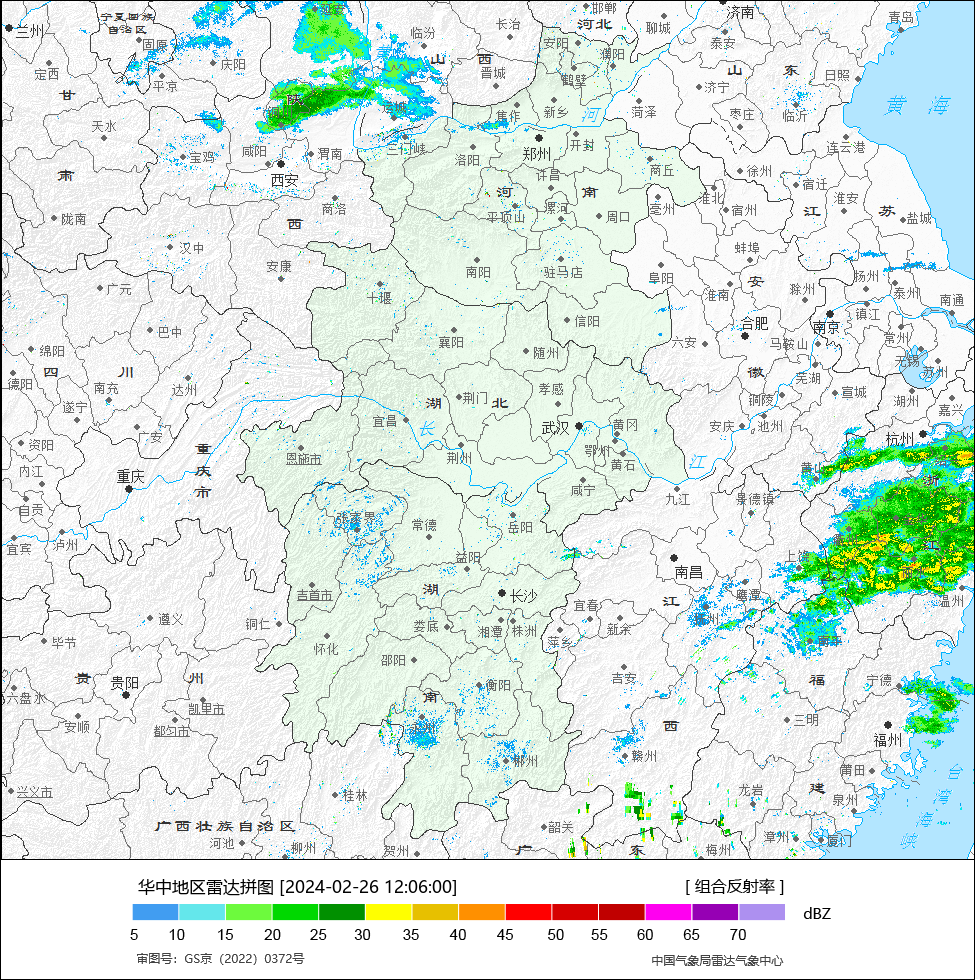 宁夏回族
自治区
兰州
固原
庆阳
延安
临汾
长治
邯郸
河北
聊城
济南
青岛
定西
平凉
甘
黄
山
西
晋城
安阳
濮阳
泰安
山
东
日照
陕
鹤壁
济宁
黄海
天水
咸阳
渭南
三门峡
焦作
新乡
河
菏泽
枣庄
临沂
宝鸡
西安
洛阳
郑州
开封
连云港
肃
商丘
徐州
宿迁
淮安
陇南
商洛
河
南
许昌
平顶山
漯河
周口
亳州
淮北
宿州
江
苏
盐城
西
汉中
安康
南阳
驻马店
阜阳
蚌埠
安
淮南
滁州
扬州
泰州
南通
广元
十堰
信阳
合肥
南京
镇江
巴中
襄阳
随州
六安
马鞍山
常州
绵阳
四
川
德阳
南充
达州
徽
芜湖
无锡
苏州
遂宁
湖
北
荆门
孝感
铜陵
宣城
湖州
嘉兴
广安
宜昌
长
武汉
黄冈
安庆
池州
资阳
重
庆
市
重庆
恩施市
荆州
鄂州
黄石
江
黄山
杭州
内江
浙
自贡
咸宁
九江
景德镇
张家界
常德
岳阳
宜宾
泸州
益阳
上饶
江
南昌
吉首市
湖
长沙
鹰潭
温州
遵义
铜仁
娄底
湘潭
株洲
宜春
江
抚州
毕节
怀化
邵阳
萍乡
新余
南平
贵
州
贵阳
六盘水
凯里市
南
衡阳
吉安
福
宁德
安顺
都匀市
郴州
西
赣州
三明
福州
兴义市
桂林
龙岩
建
莆田
泉州
台
湾
海
峡
广西壮族自治区
河池
柳州
贺州
韶关
广
东
梅州
漳州
厦门
华中地区雷达拼图 [2024-02-26 12:06:00]
[ 组合反射率 ]
dBZ
5 10 15 20 25 30 35 40 45 50 55 60 65 70
审图号：GS京（2022）0372号
中国气象局雷达气象中心